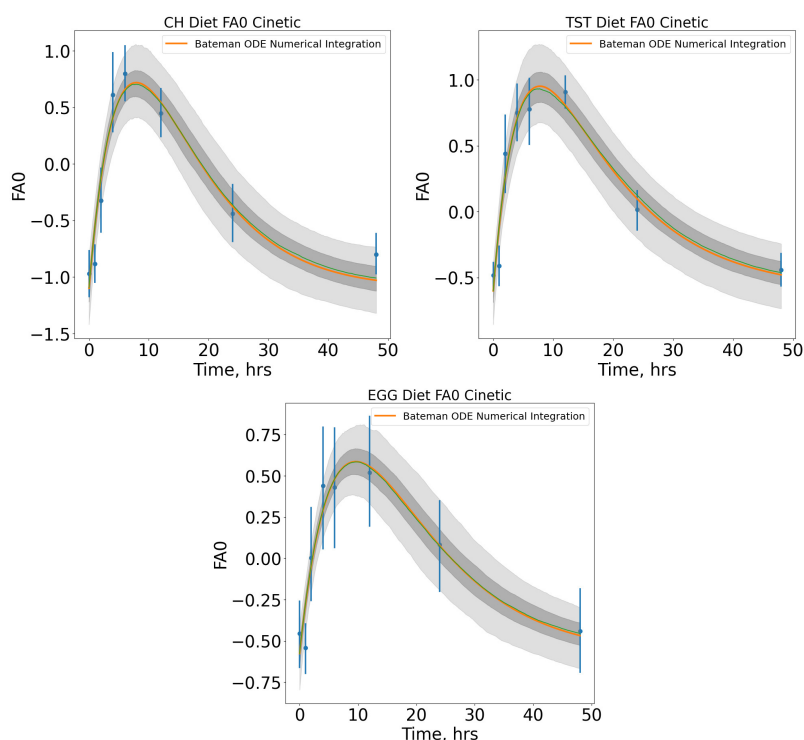 CH Diet FA0 Cinetic
Bateman ODE Numerical Integration
1.0
0.5
0.0
−0.5
−1.0
−1.5
FA0
0 10 20 30 40 50
Time, hrs
TST Diet FA0 Cinetic
Bateman ODE Numerical Integration
1.0
0.5
0.0
−0.5
FA0
0 10 20 30 40 50
Time, hrs
EGG Diet FA0 Cinetic
Bateman ODE Numerical Integration
0.75
0.50
0.25
0.00
−0.25
−0.50
−0.75
FA0
0 10 20 30 40 50
Time, hrs